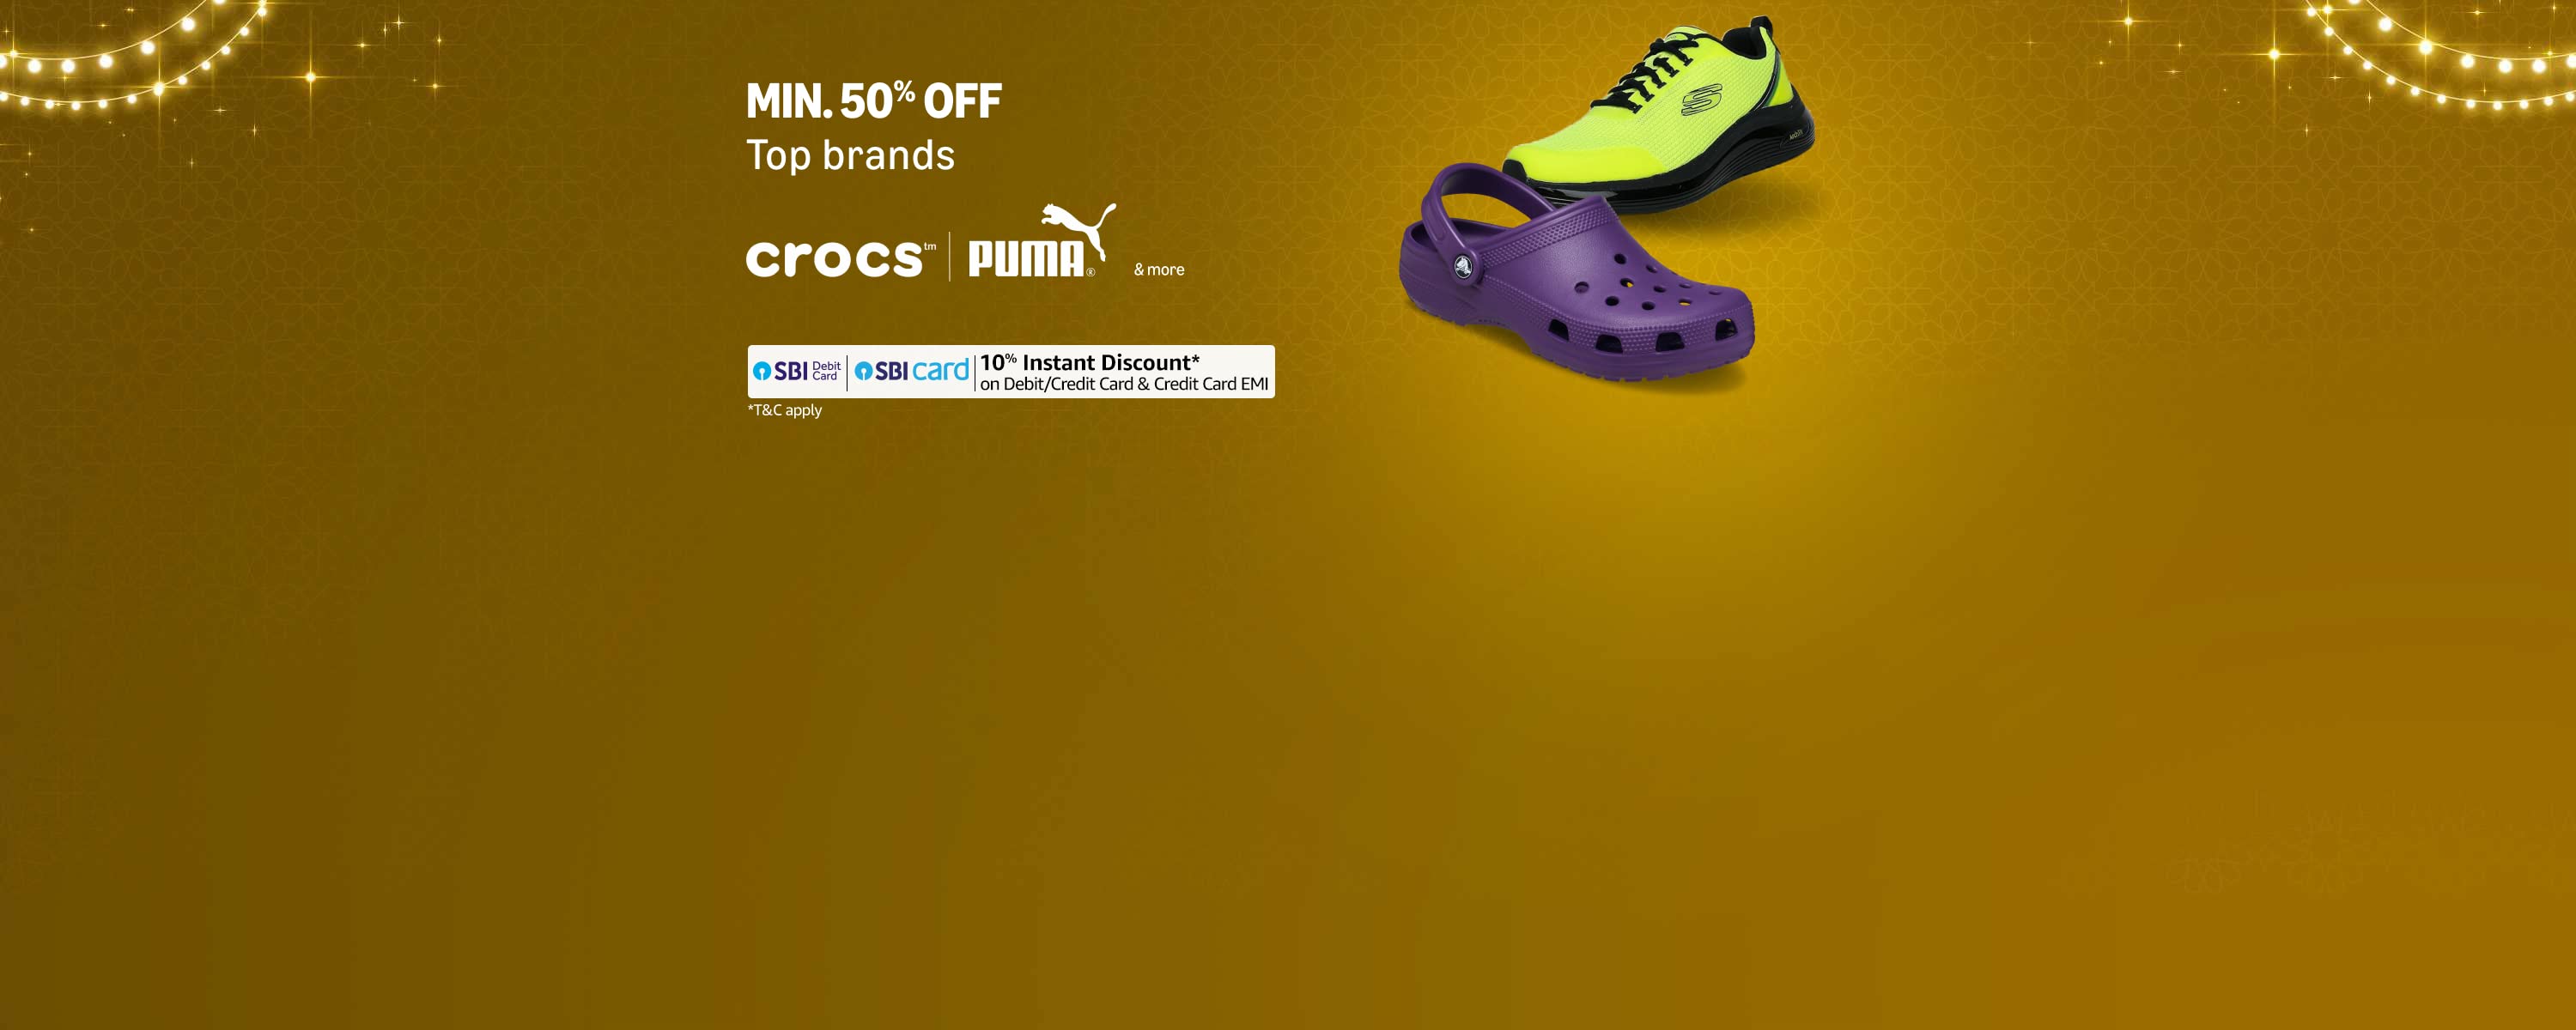 MIN. 50% OFF
Top brands
crocs™ | PUMA® & more
SBI Debit Card | SBI card | 10% Instant Discount*
on Debit/Credit Card & Credit Card EMI
*T&C apply